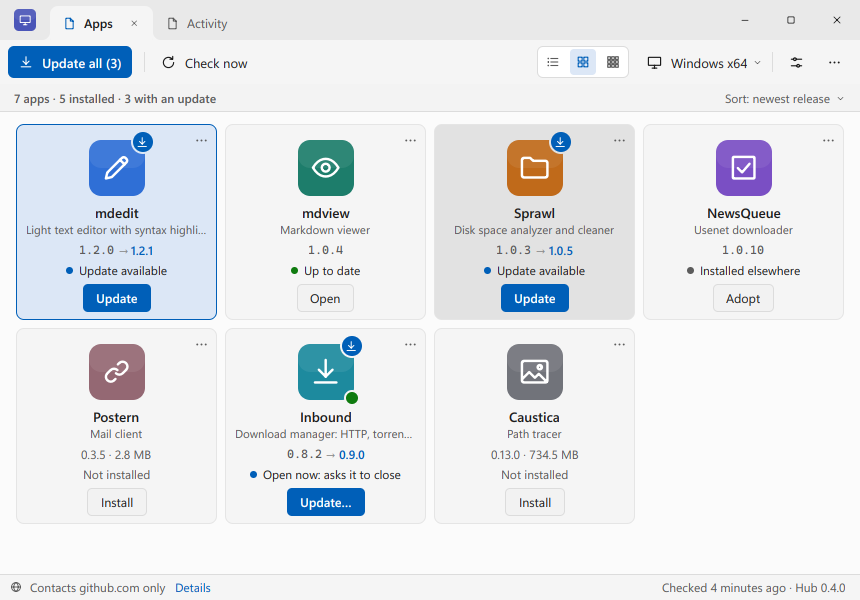 Apps
Activity
Update all (3)
Check now
Windows x64
7 apps · 5 installed · 3 with an update
Sort: newest release
mdedit
Light text editor with syntax highli...
1.2.0 → 1.2.1
Update available
Update
mdview
Markdown viewer
1.0.4
Up to date
Open
Sprawl
Disk space analyzer and cleaner
1.0.3 → 1.0.5
Update available
Update
NewsQueue
Usenet downloader
1.0.10
Installed elsewhere
Adopt
Postern
Mail client
0.3.5 · 2.8 MB
Not installed
Install
Inbound
Download manager: HTTP, torren...
0.8.2 → 0.9.0
Open now: asks it to close
Update...
Caustica
Path tracer
0.13.0 · 734.5 MB
Not installed
Install
Contacts github.com only Details
Checked 4 minutes ago · Hub 0.4.0